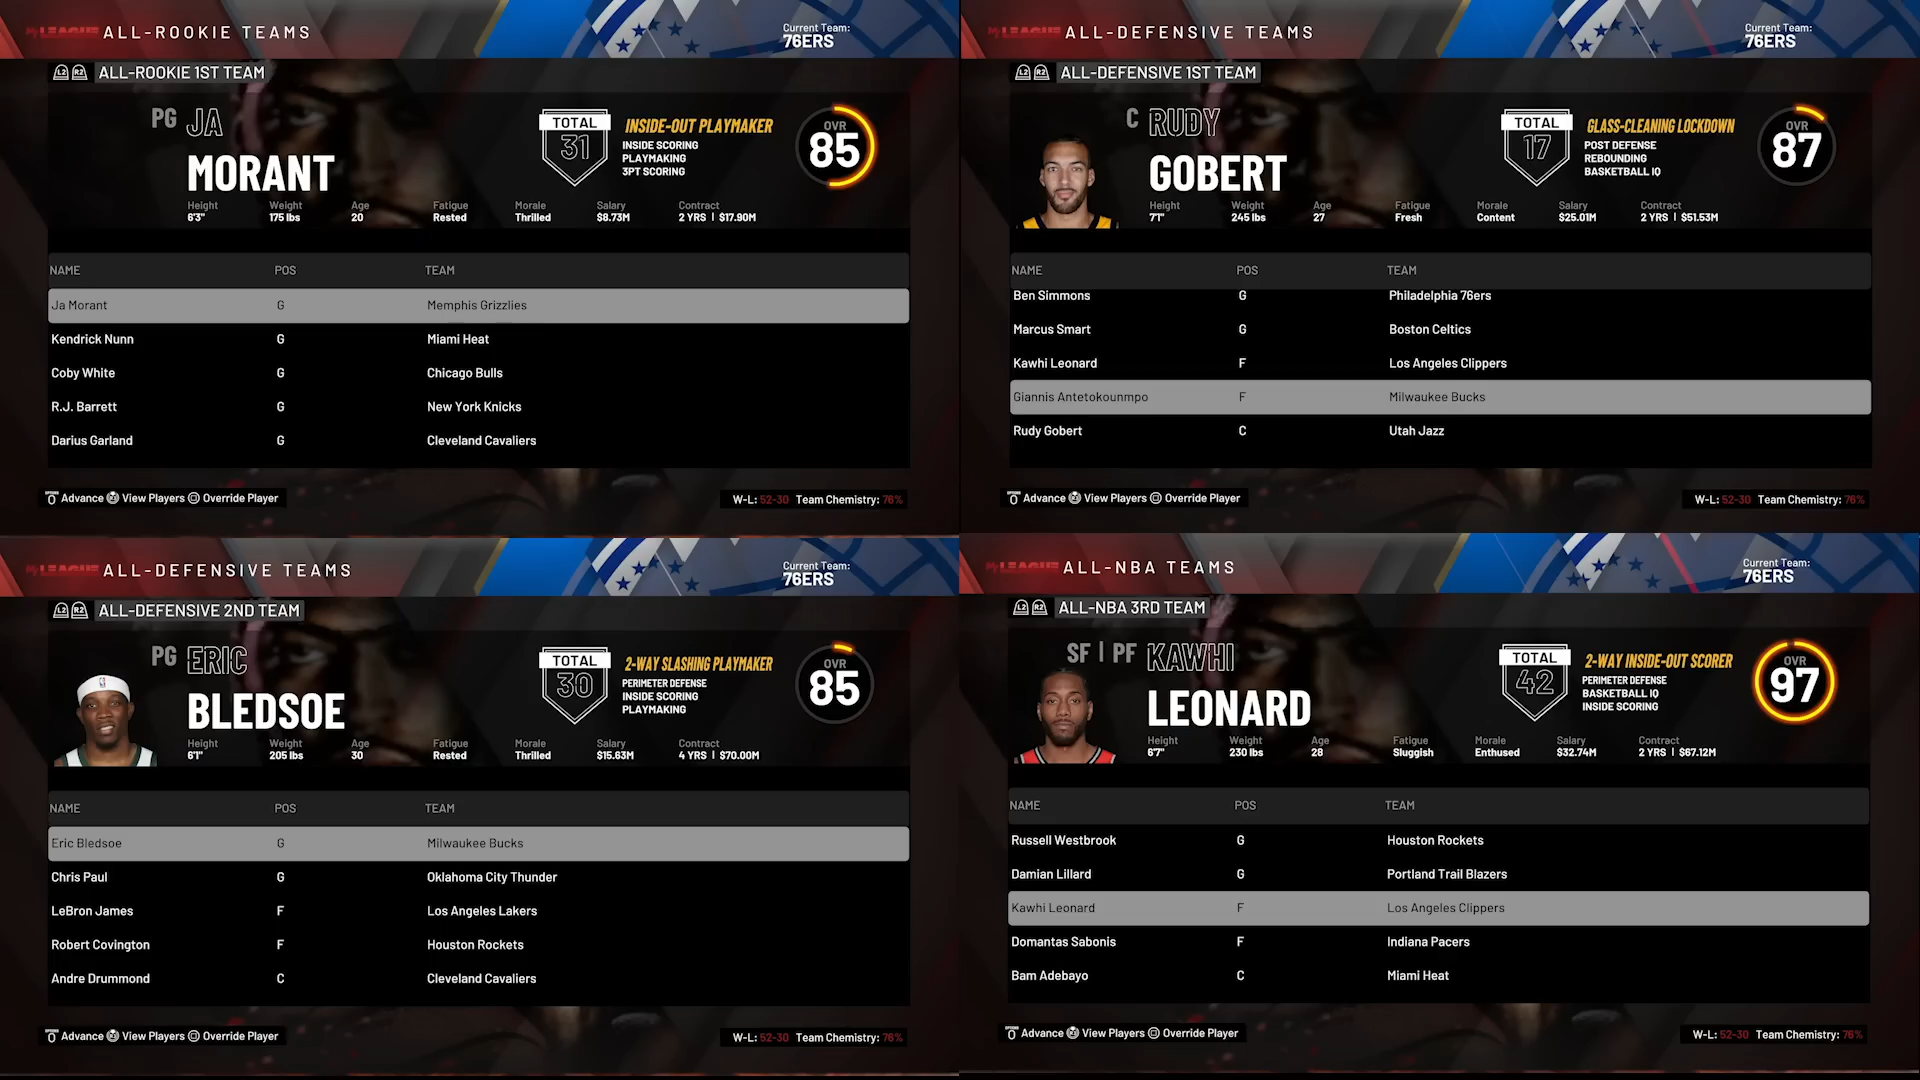 MyLEAGUE ALL-ROOKIE TEAMS
Current Team:
76ERS
L2 R2 ALL-ROOKIE 1ST TEAM
PG JA
MORANT
TOTAL
31
INSIDE-OUT PLAYMAKER
INSIDE SCORING
PLAYMAKING
3PT SCORING
OVR
85
Height Weight Age Fatigue Morale Salary Contract
6'3" 175 lbs 20 Rested Thrilled $8.73M 2 YRS | $17.90M
NAME POS TEAM
Ja Morant G Memphis Grizzlies
Kendrick Nunn G Miami Heat
Coby White G Chicago Bulls
R.J. Barrett G New York Knicks
Darius Garland G Cleveland Cavaliers
Advance View Players Override Player
W-L: 52-30 Team Chemistry: 76%
MyLEAGUE ALL-DEFENSIVE TEAMS
Current Team:
76ERS
L2 R2 ALL-DEFENSIVE 1ST TEAM
C RUDY
GOBERT
TOTAL
17
GLASS-CLEANING LOCKDOWN
POST DEFENSE
REBOUNDING
BASKETBALL IQ
OVR
87
Height Weight Age Fatigue Morale Salary Contract
7'1" 245 lbs 27 Fresh Content $25.01M 2 YRS | $51.53M
NAME POS TEAM
Ben Simmons G Philadelphia 76ers
Marcus Smart G Boston Celtics
Kawhi Leonard F Los Angeles Clippers
Giannis Antetokounmpo F Milwaukee Bucks
Rudy Gobert C Utah Jazz
Advance View Players Override Player
W-L: 52-30 Team Chemistry: 76%
MyLEAGUE ALL-DEFENSIVE TEAMS
Current Team:
76ERS
L2 R2 ALL-DEFENSIVE 2ND TEAM
PG ERIC
BLEDSOE
TOTAL
30
2-WAY SLASHING PLAYMAKER
PERIMETER DEFENSE
INSIDE SCORING
PLAYMAKING
OVR
85
Height Weight Age Fatigue Morale Salary Contract
6'1" 205 lbs 30 Rested Thrilled $15.63M 4 YRS | $70.00M
NAME POS TEAM
Eric Bledsoe G Milwaukee Bucks
Chris Paul G Oklahoma City Thunder
LeBron James F Los Angeles Lakers
Robert Covington F Houston Rockets
Andre Drummond C Cleveland Cavaliers
Advance View Players Override Player
W-L: 52-30 Team Chemistry: 76%
MyLEAGUE ALL-NBA TEAMS
Current Team:
76ERS
L2 R2 ALL-NBA 3RD TEAM
SF | PF KAWHI
LEONARD
TOTAL
42
2-WAY INSIDE-OUT SCORER
PERIMETER DEFENSE
BASKETBALL IQ
INSIDE SCORING
OVR
97
Height Weight Age Fatigue Morale Salary Contract
6'7" 230 lbs 28 Sluggish Enthused $32.74M 2 YRS | $67.12M
NAME POS TEAM
Russell Westbrook G Houston Rockets
Damian Lillard G Portland Trail Blazers
Kawhi Leonard F Los Angeles Clippers
Domantas Sabonis F Indiana Pacers
Bam Adebayo C Miami Heat
Advance View Players Override Player
W-L: 52-30 Team Chemistry: 76%